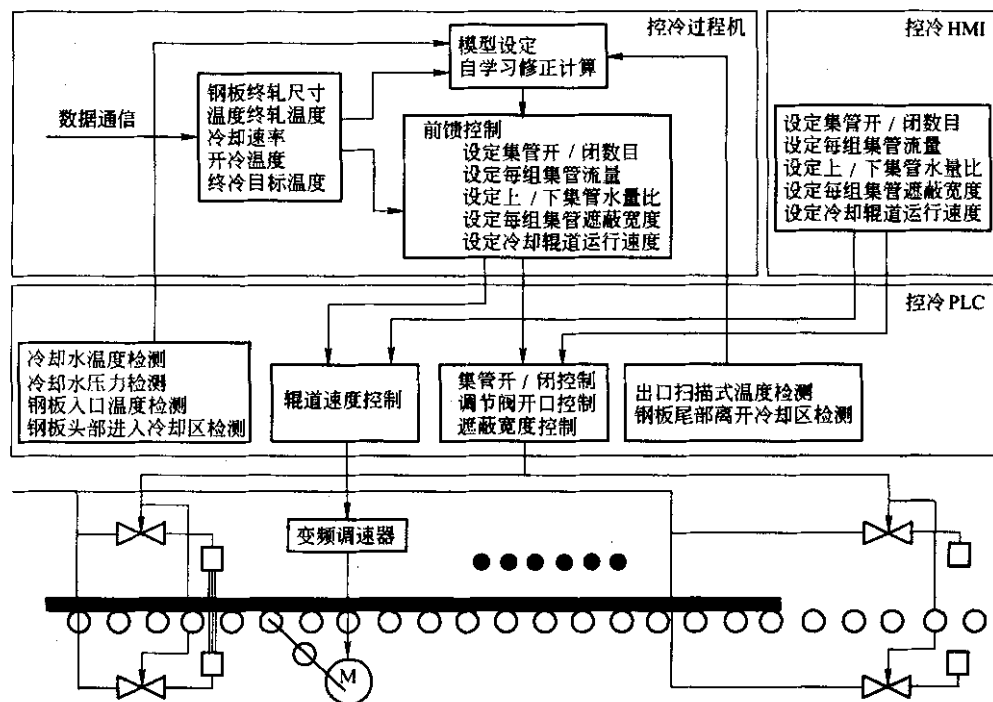 控冷过程机
控冷 HMI
模型设定
自学习修正计算
数据通信
钢板终轧尺寸
温度终轧温度
冷却速率
开冷温度
终冷目标温度
前馈控制
设定集管开 / 闭数目
设定每组集管流量
设定上 / 下集管水量比
设定每组集管遮蔽宽度
设定冷却辊道运行速度
设定集管开 / 闭数目
设定每组集管流量
设定上 / 下集管水量比
设定每组集管遮蔽宽度
设定冷却辊道运行速度
控冷 PLC
冷却水温度检测
冷却水压力检测
钢板入口温度检测
钢板头部进入冷却区检测
辊道速度控制
集管开 / 闭控制
调节阀开口控制
遮蔽宽度控制
出口扫描式温度检测
钢板尾部离开冷却区检测
变频调速器
M